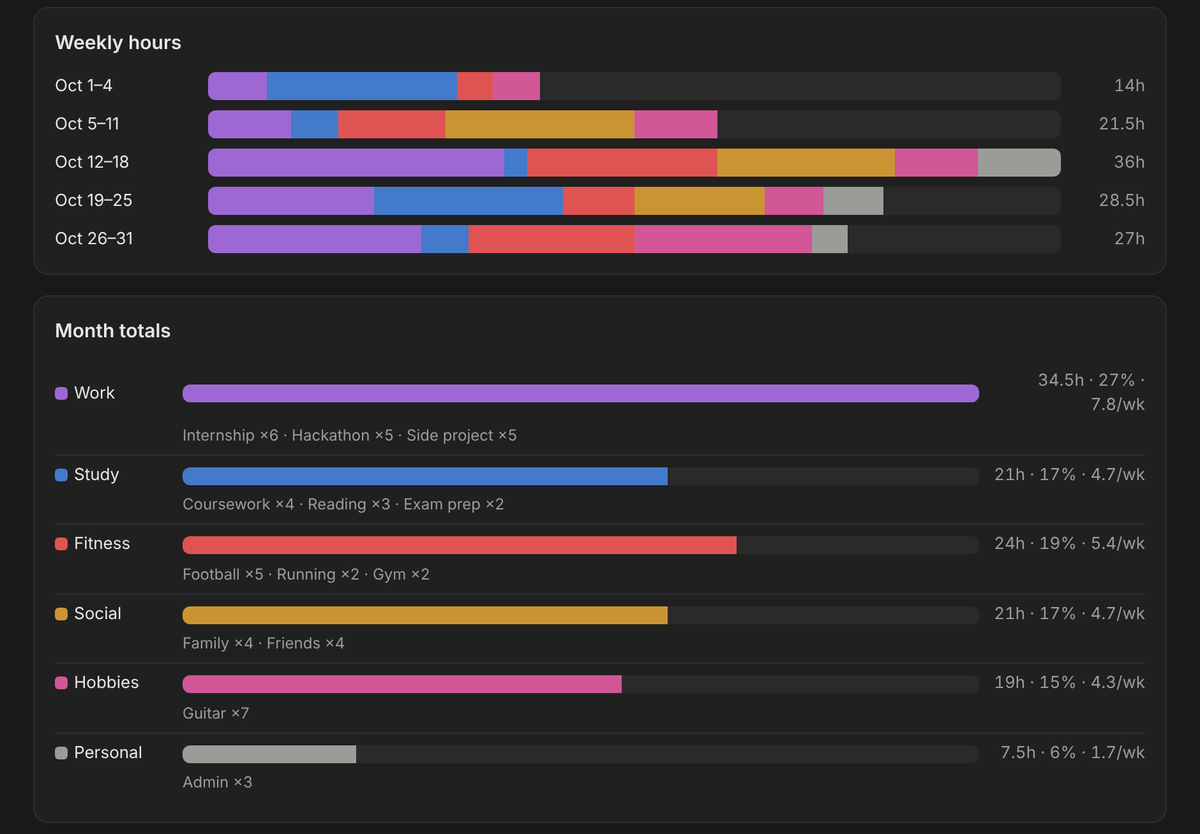 Weekly hours
Oct 1–4
14h
Oct 5–11
21.5h
Oct 12–18
36h
Oct 19–25
28.5h
Oct 26–31
27h
Month totals
Work
34.5h · 27% ·
7.8/wk
Internship ×6 · Hackathon ×5 · Side project ×5
Study
21h · 17% · 4.7/wk
Coursework ×4 · Reading ×3 · Exam prep ×2
Fitness
24h · 19% · 5.4/wk
Football ×5 · Running ×2 · Gym ×2
Social
21h · 17% · 4.7/wk
Family ×4 · Friends ×4
Hobbies
19h · 15% · 4.3/wk
Guitar ×7
Personal
7.5h · 6% · 1.7/wk
Admin ×3